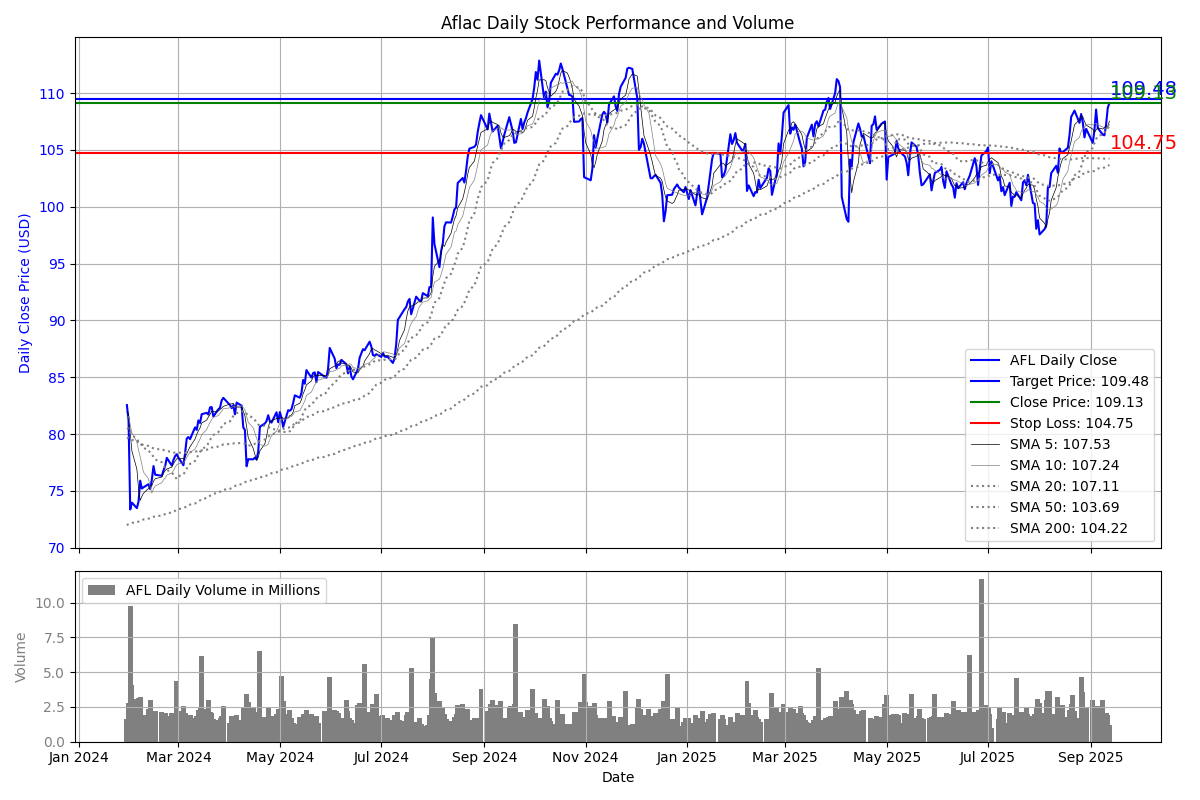 Aflac Daily Stock Performance and Volume
Daily Close Price (USD)
110
105
100
95
90
85
80
75
70
109.48
109.13
104.75
AFL Daily Close
Target Price: 109.48
Close Price: 109.13
Stop Loss: 104.75
SMA 5: 107.53
SMA 10: 107.24
SMA 20: 107.11
SMA 50: 103.69
SMA 200: 104.22
Volume
10.0
7.5
5.0
2.5
0.0
AFL Daily Volume in Millions
Jan 2024 Mar 2024 May 2024 Jul 2024 Sep 2024 Nov 2024 Jan 2025 Mar 2025 May 2025 Jul 2025 Sep 2025
Date